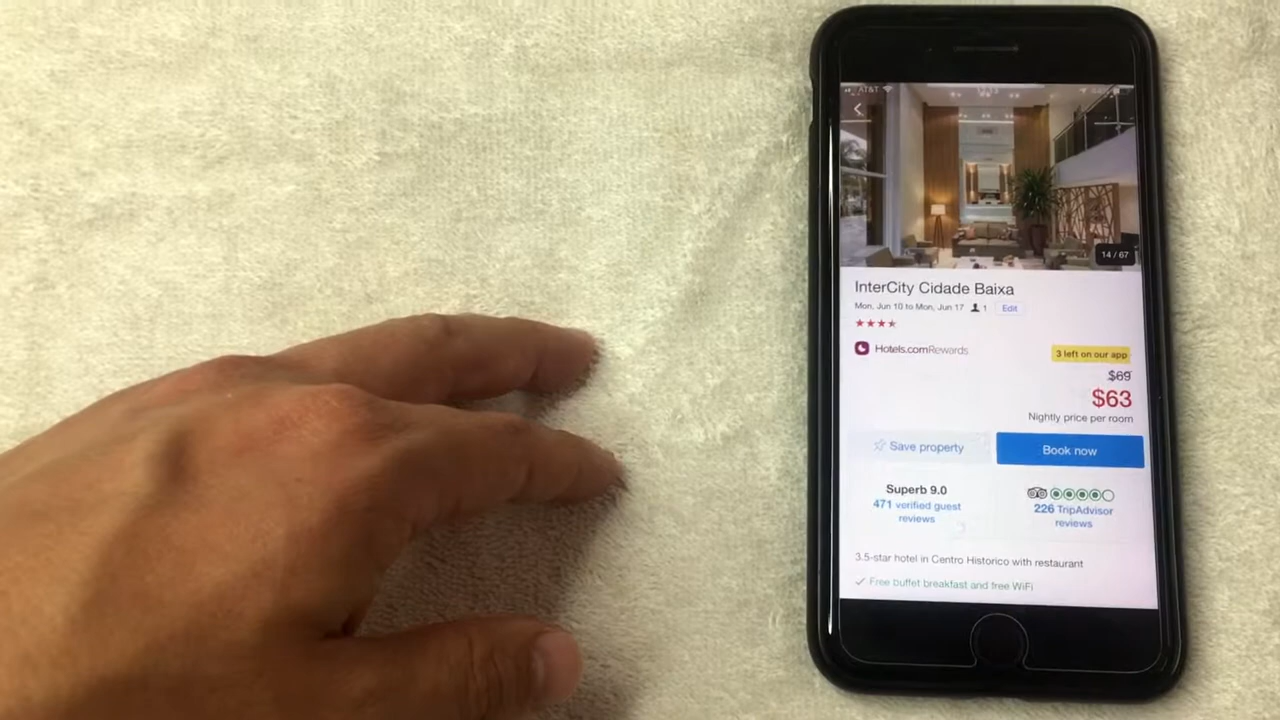 AT&T
14 / 67
InterCity Cidade Baixa
Mon, Jun 10 to Mon, Jun 17 1 Edit
Hotels.comRewards
3 left on our app
$69
$63
Nightly price per room
Save property
Book now
Superb 9.0
471 verified guest
reviews
226 TripAdvisor
reviews
3.5-star hotel in Centro Historico with restaurant
Free buffet breakfast and free WiFi